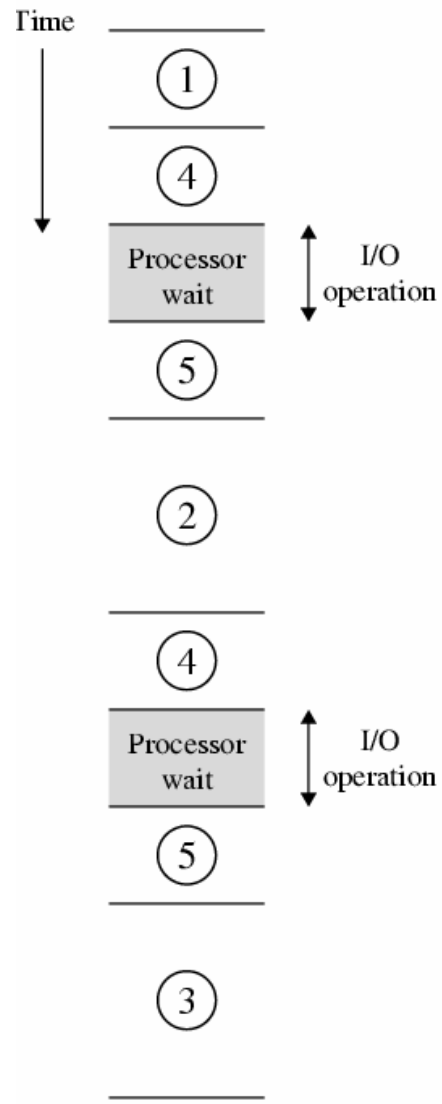 Time
1
4
Processor
wait
I/O
operation
5
2
4
Processor
wait
I/O
operation
5
3